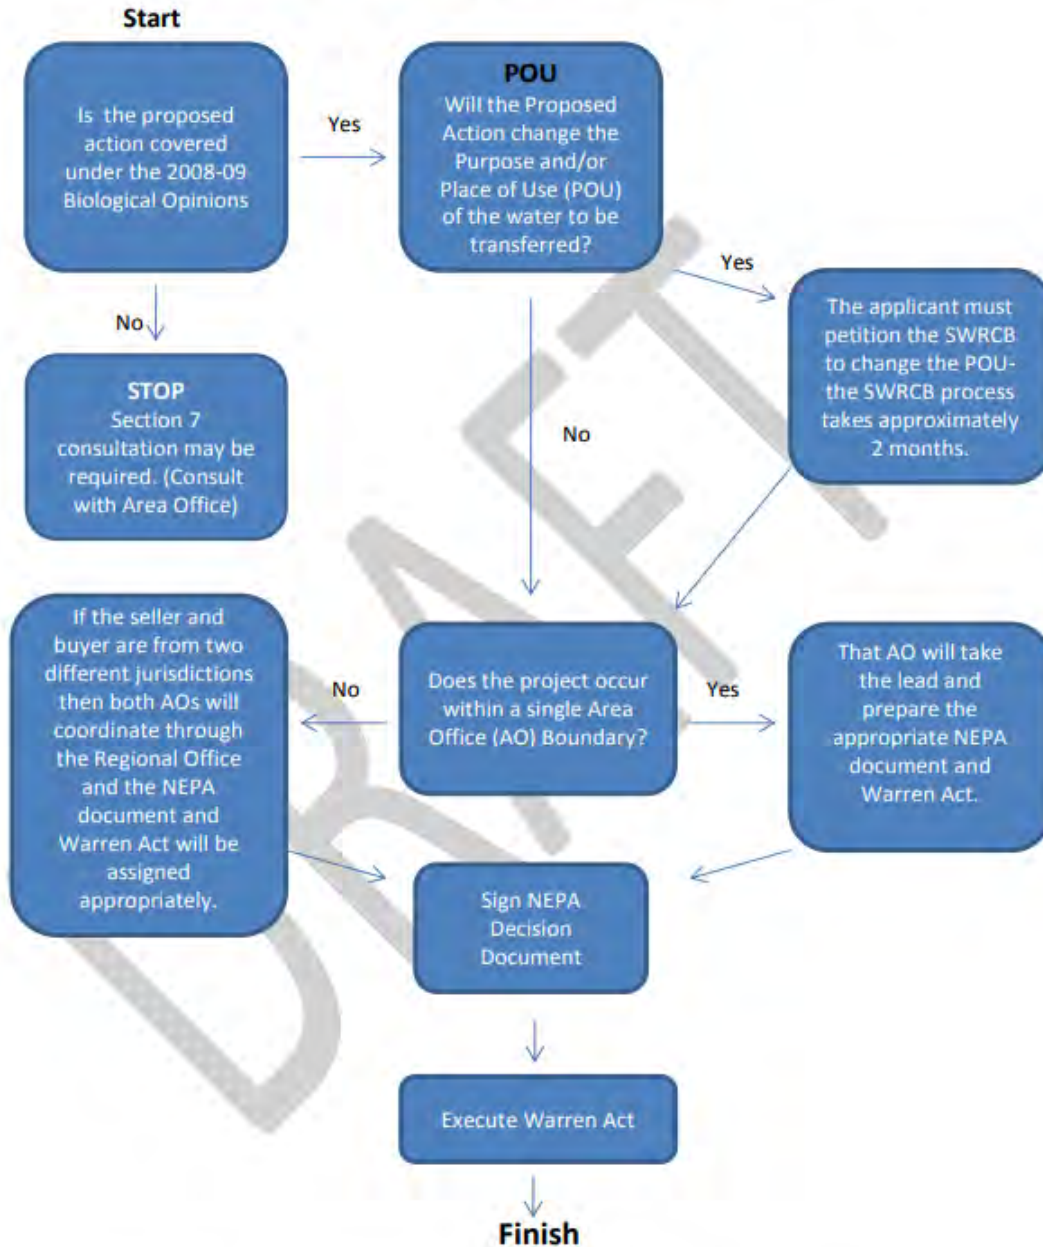 Start
Is the proposed
action covered
under the 2008-09
Biological Opinions
Yes
POU
Will the Proposed
Action change the
Purpose and/or
Place of Use (POU)
of the water to be
transferred?
Yes
The applicant must
petition the SWRCB
to change the POU-
the SWRCB process
takes approximately
2 months.
No
STOP
Section 7
consultation may be
required. (Consult
with Area Office)
No
If the seller and
buyer are from two
different jurisdictions
then both AOs will
coordinate through
the Regional Office
and the NEPA
document and
Warren Act will be
assigned
appropriately.
No
Does the project occur
within a single Area
Office (AO) Boundary?
Yes
That AO will take
the lead and
prepare the
appropriate NEPA
document and
Warren Act.
Sign NEPA
Decision
Document
Execute Warren Act
Finish
DRAFT